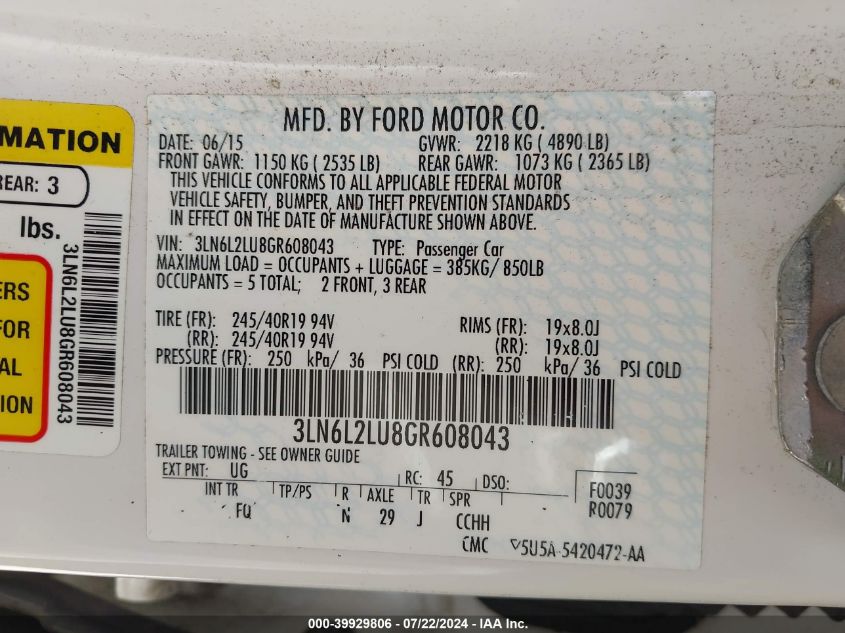 MATION
REAR: 3
lbs.
3LN6L2LU8GR608043
ERS
FOR
AL
ION
MFD. BY FORD MOTOR CO.
DATE: 06/15 GVWR: 2218 KG ( 4890 LB)
FRONT GAWR: 1150 KG ( 2535 LB) REAR GAWR: 1073 KG ( 2365 LB)
THIS VEHICLE CONFORMS TO ALL APPLICABLE FEDERAL MOTOR
VEHICLE SAFETY, BUMPER, AND THEFT PREVENTION STANDARDS
IN EFFECT ON THE DATE OF MANUFACTURE SHOWN ABOVE.
VIN: 3LN6L2LU8GR608043 TYPE: Passenger Car
MAXIMUM LOAD = OCCUPANTS + LUGGAGE = 385KG/ 850LB
OCCUPANTS = 5 TOTAL; 2 FRONT, 3 REAR
TIRE (FR): 245/40R19 94V RIMS (FR): 19x8.0J
(RR): 245/40R19 94V (RR): 19x8.0J
PRESSURE (FR): 250 kPa/ 36 PSI COLD (RR): 250 kPa/ 36 PSI COLD
3LN6L2LU8GR608043
TRAILER TOWING - SEE OWNER GUIDE
EXT PNT: UG RC: 45 DSO: F0039
INT TR TP/PS R AXLE TR SPR R0079
FQ N 29 J CCHH
CMC 5U5A-5420472-AA
000-39929806 - 07/22/2024 - IAA Inc.